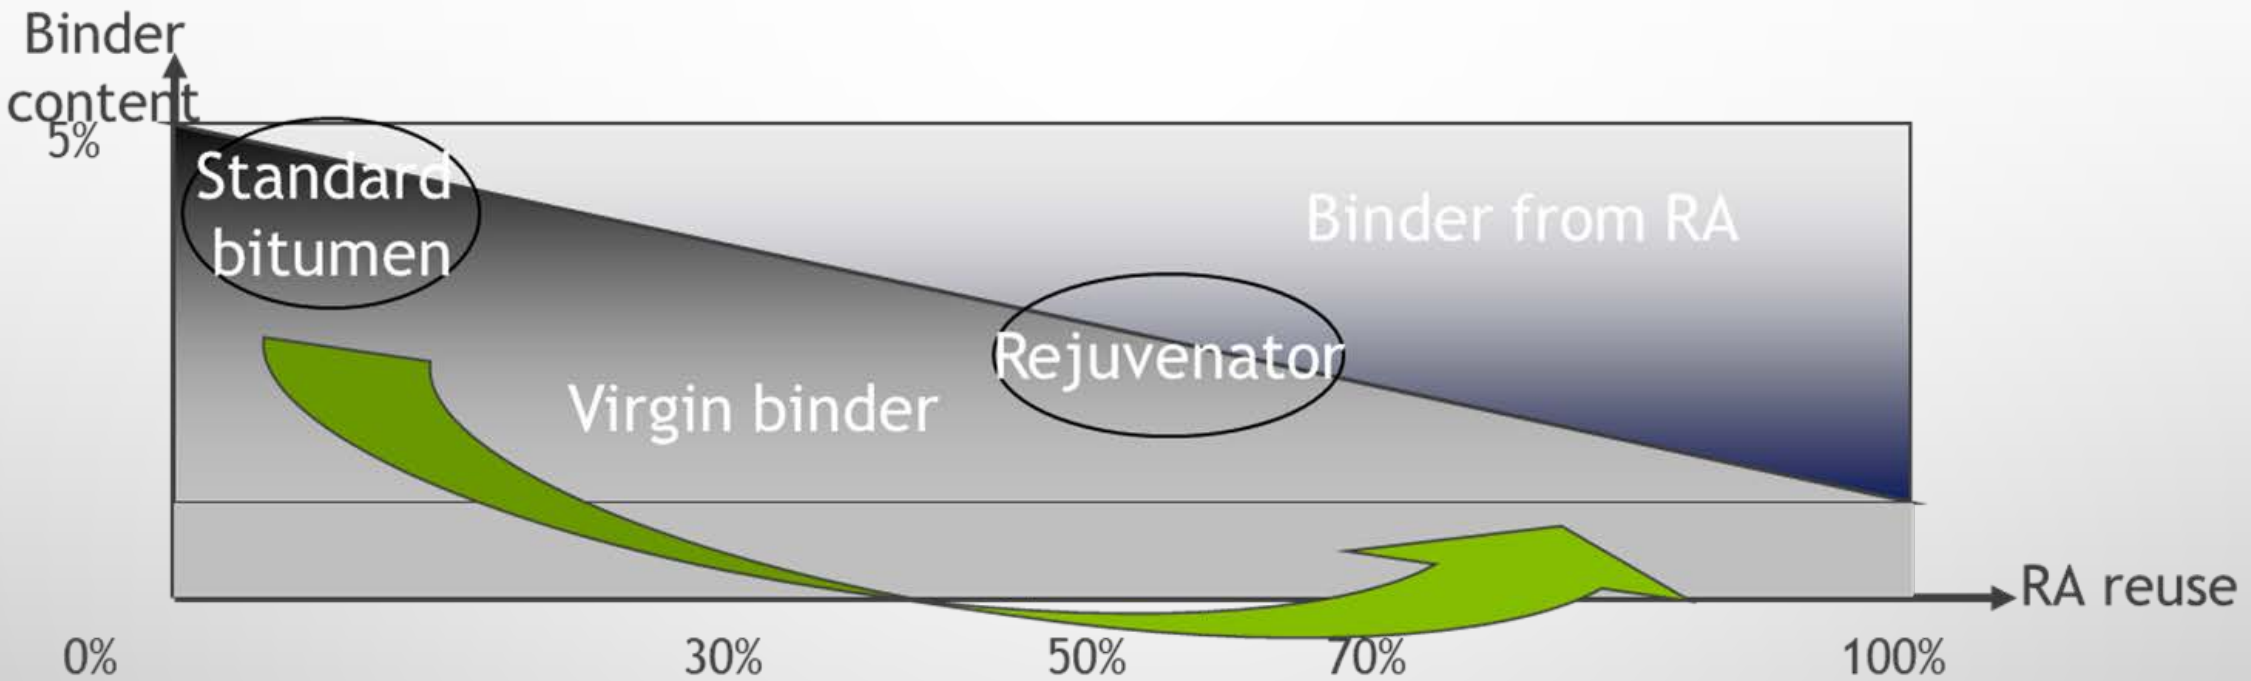 Binder
content
5%
Standard
bitumen
Binder from RA
Rejuvenator
Virgin binder
RA reuse
0%
30%
50%
70%
100%